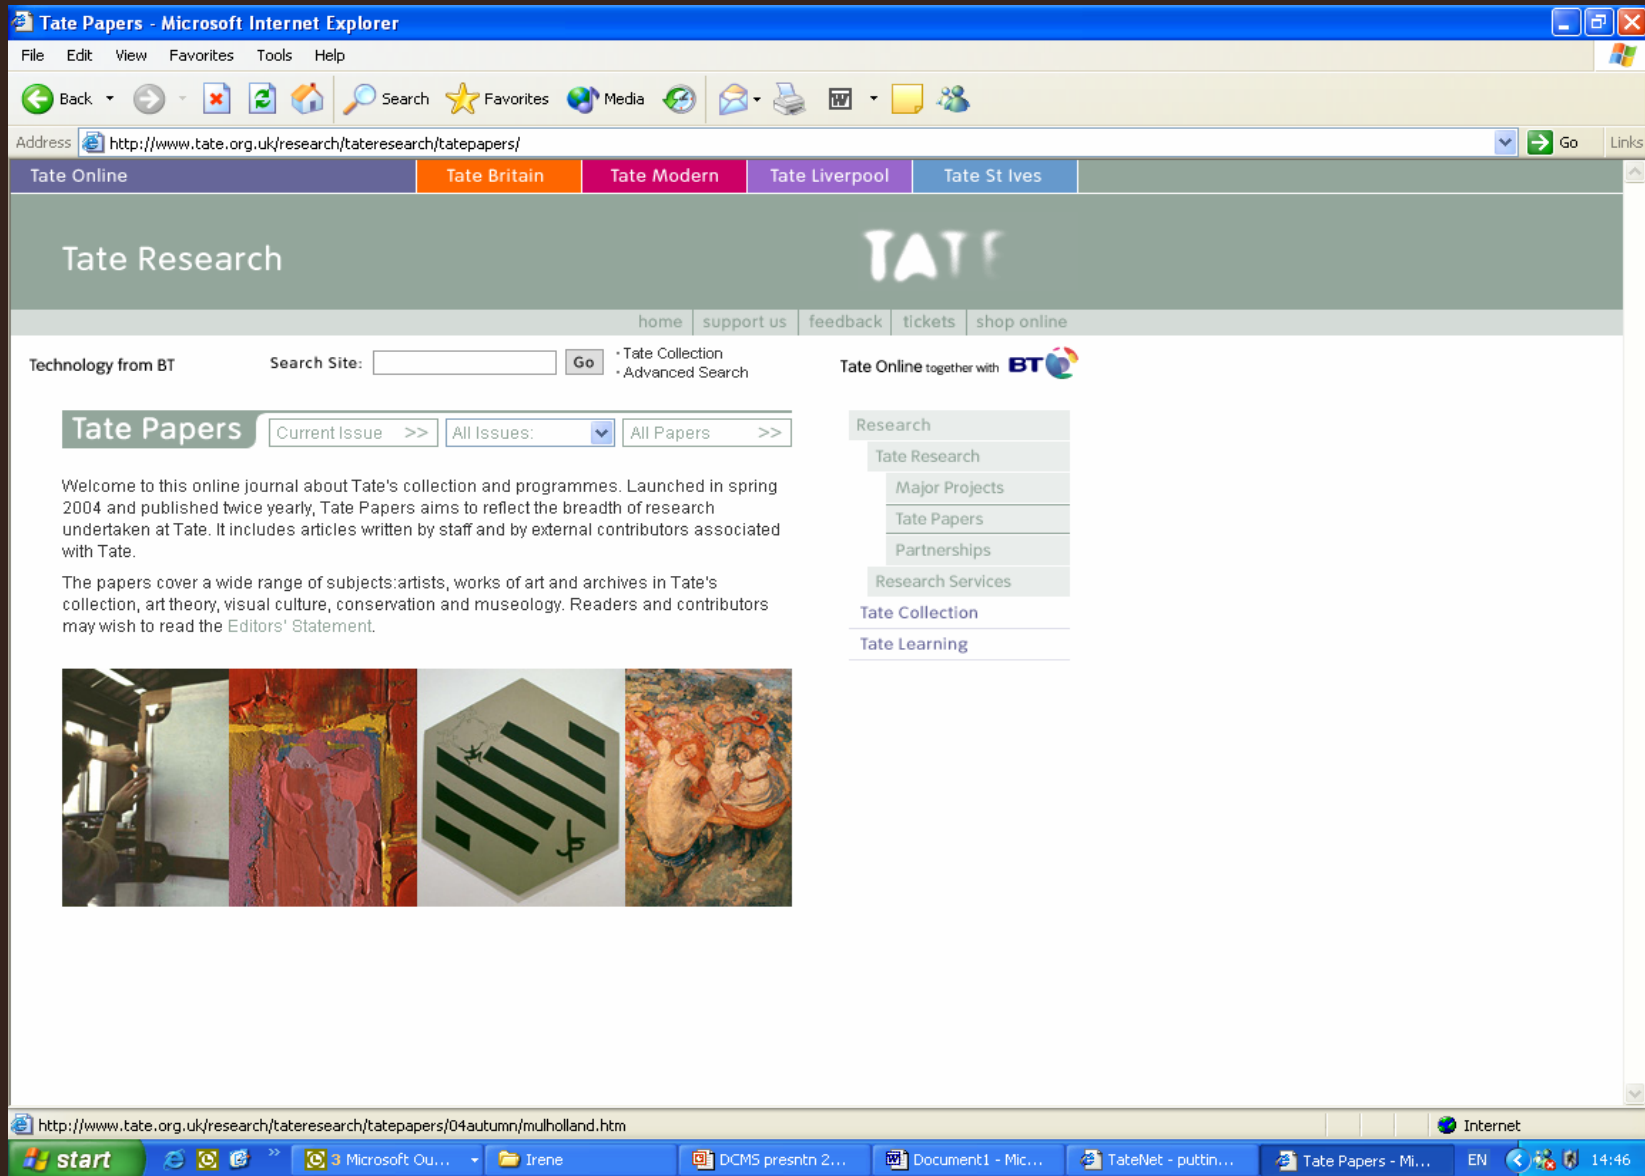 Tate Papers - Microsoft Internet Explorer
File Edit View Favorites Tools Help
Back Search Favorites Media
Address http://www.tate.org.uk/research/tateresearch/tatepapers/ Go Links
Tate Online Tate Britain Tate Modern Tate Liverpool Tate St Ives
Tate Research TATE
home support us feedback tickets shop online
Technology from BT Search Site: Go · Tate Collection
· Advanced Search
Tate Online together with BT
Tate Papers Current Issue >> All Issues: All Papers >>
Welcome to this online journal about Tate's collection and programmes. Launched in spring
2004 and published twice yearly, Tate Papers aims to reflect the breadth of research
undertaken at Tate. It includes articles written by staff and by external contributors associated
with Tate.
The papers cover a wide range of subjects:artists, works of art and archives in Tate's
collection, art theory, visual culture, conservation and museology. Readers and contributors
may wish to read the Editors' Statement.
Research
Tate Research
Major Projects
Tate Papers
Partnerships
Research Services
Tate Collection
Tate Learning
http://www.tate.org.uk/research/tateresearch/tatepapers/04autumn/mulholland.htm Internet
start 3 Microsoft Ou... Irene DCMS presntn 2... Document1 - Mic... TateNet - puttin... Tate Papers - Mi... EN 14:46